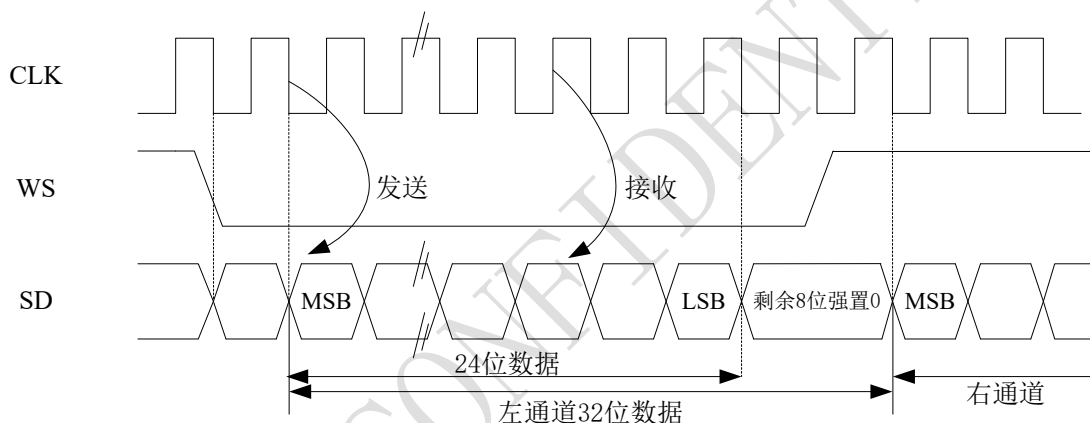 CLK
WS
发送
接收
SD
MSB
LSB
剩余8位强置0
MSB
24位数据
左通道32位数据
右通道
CONFIDENT